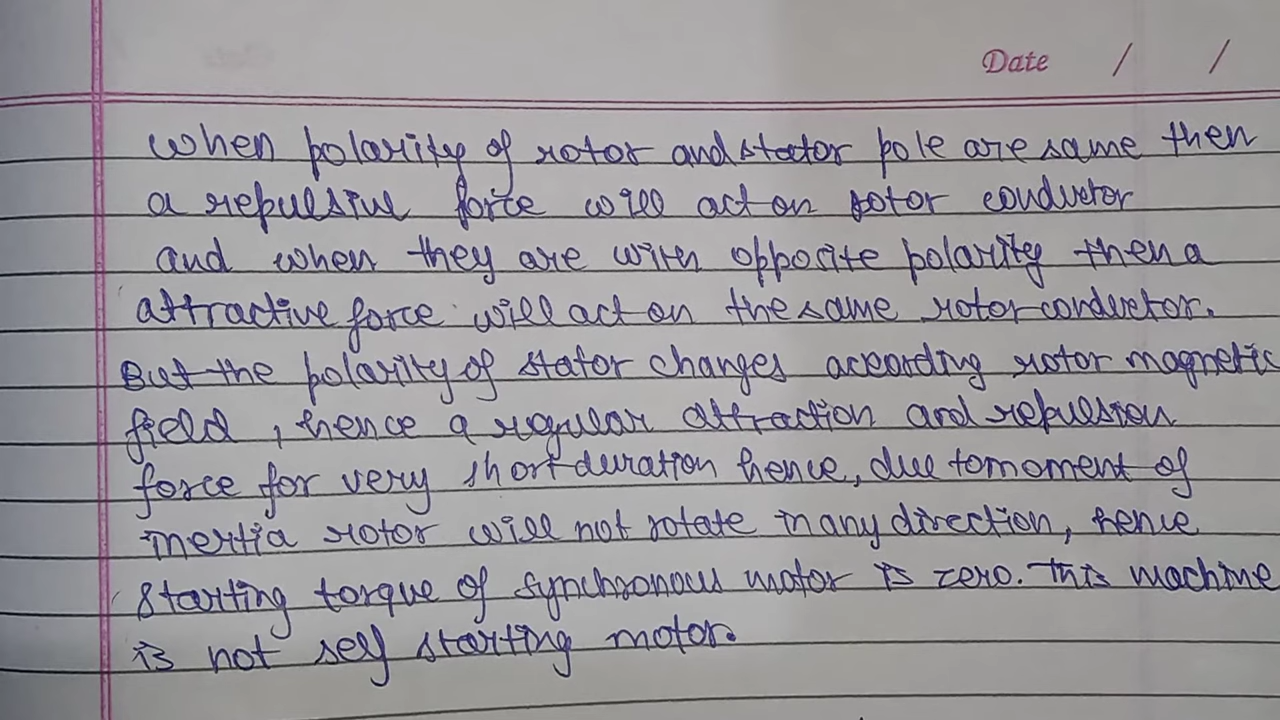 Date / /
When polarity of rotor and stator pole are same then
a repulsive force will act on rotor conductor
and when they are with opposite polarity then a
attractive force will act on the same rotor conductor.
But the polarity of stator changes according rotor magnetic
field, hence a regular attraction and repulsion
force for very short duration hence, due to moment of
inertia rotor will not rotate in any direction, hence
starting torque of synchronous motor is zero. This machine
is not self starting motor.